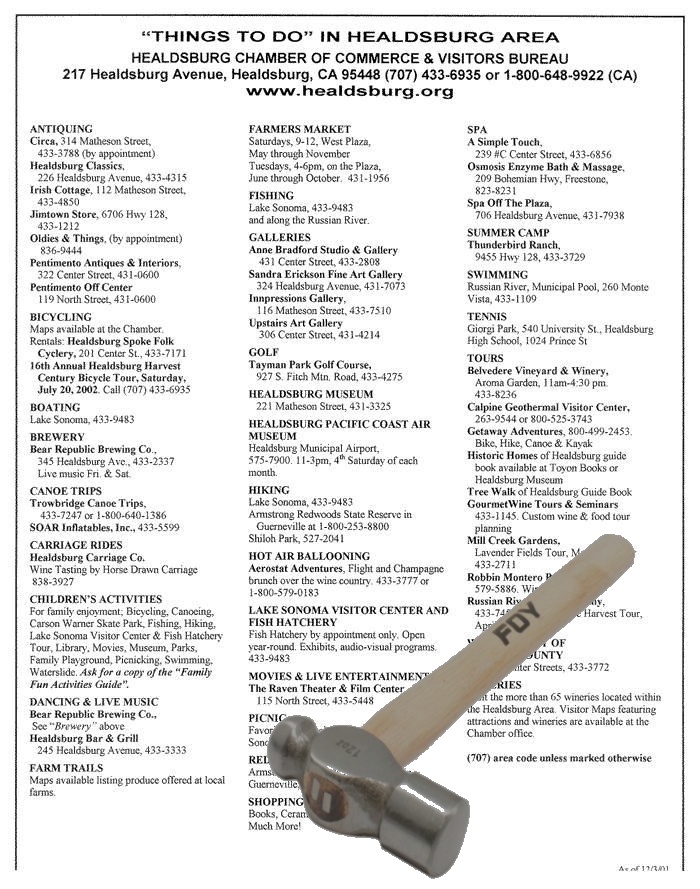 "THINGS TO DO" IN HEALDSBURG AREA
HEALDSBURG CHAMBER OF COMMERCE & VISITORS BUREAU
217 Healdsburg Avenue, Healdsburg, CA 95448 (707) 433-6935 or 1-800-648-9922 (CA)
www.healdsburg.org
ANTIQUING
Circa, 314 Matheson Street,
433-3788 (by appointment)
Healdsburg Classics,
226 Healdsburg Avenue, 433-4315
Irish Cottage, 112 Matheson Street,
433-4850
Jimtown Store, 6706 Hwy 128,
433-1212
Oldies & Things, (by appointment)
836-9444
Pentimento Antiques & Interiors,
322 Center Street, 431-0600
Pentimento Off Center
119 North Street, 431-0600
BICYCLING
Maps available at the Chamber.
Rentals: Healdsburg Spoke Folk
Cyclery, 201 Center St., 433-7171
16th Annual Healdsburg Harvest
Century Bicycle Tour, Saturday,
July 20, 2002. Call (707) 433-6935
BOATING
Lake Sonoma, 433-9483
BREWERY
Bear Republic Brewing Co.,
345 Healdsburg Ave., 433-2337
Live music Fri. & Sat.
CANOE TRIPS
Trowbridge Canoe Trips,
433-7247 or 1-800-640-1386
SOAR Inflatables, Inc., 433-5599
CARRIAGE RIDES
Healdsburg Carriage Co.
Wine Tasting by Horse Drawn Carriage
838-3927
CHILDREN'S ACTIVITIES
For family enjoyment; Bicycling, Canoeing,
Carson Warner Skate Park, Fishing, Hiking,
Lake Sonoma Visitor Center & Fish Hatchery
Tour, Library, Movies, Museum, Parks,
Family Playground, Picnicking, Swimming,
Waterslide. Ask for a copy of the "Family
Fun Activities Guide".
DANCING & LIVE MUSIC
Bear Republic Brewing Co.,
See "Brewery" above
Healdsburg Bar & Grill
245 Healdsburg Avenue, 433-3333
FARM TRAILS
Maps available listing produce offered at local
farms.
FARMERS MARKET
Saturdays, 9-12, West Plaza,
May through November
Tuesdays, 4-6pm, on the Plaza,
June through October. 431-1956
FISHING
Lake Sonoma, 433-9483
and along the Russian River.
GALLERIES
Anne Bradford Studio & Gallery
431 Center Street, 433-2808
Sandra Erickson Fine Art Gallery
324 Healdsburg Avenue, 431-7073
Innpressions Gallery,
116 Matheson Street, 433-7510
Upstairs Art Gallery
306 Center Street, 431-4214
GOLF
Tayman Park Golf Course,
927 S. Fitch Mtn. Road, 433-4275
HEALDSBURG MUSEUM
221 Matheson Street, 431-3325
HEALDSBURG PACIFIC COAST AIR
MUSEUM
Healdsburg Municipal Airport,
575-7900. 11-3pm, 4th Saturday of each
month.
HIKING
Lake Sonoma, 433-9483
Armstrong Redwoods State Reserve in
Guerneville at 1-800-253-8800
Shiloh Park, 527-2041
HOT AIR BALLOONING
Aerostat Adventures, Flight and Champagne
brunch over the wine country. 433-3777 or
1-800-579-0183
LAKE SONOMA VISITOR CENTER AND
FISH HATCHERY
Fish Hatchery by appointment only. Open
year-round. Exhibits, audio-visual programs.
433-9483
MOVIES & LIVE ENTERTAINMENT
The Raven Theater & Film Center
115 North Street, 433-5448
PICNIC
Favor
Sono
RED
Armst
Guerneville,
SHOPPING
Books, Ceram
Much More!
SPA
A Simple Touch,
239 #C Center Street, 433-6856
Osmosis Enzyme Bath & Massage,
209 Bohemian Hwy, Freestone,
823-8231
Spa Off The Plaza,
706 Healdsburg Avenue, 431-7938
SUMMER CAMP
Thunderbird Ranch,
9455 Hwy 128, 433-3729
SWIMMING
Russian River, Municipal Pool, 260 Monte
Vista, 433-1109
TENNIS
Giorgi Park, 540 University St., Healdsburg
High School, 1024 Prince St
TOURS
Belvedere Vineyard & Winery,
Aroma Garden, 11am-4:30 pm.
433-8236
Calpine Geothermal Visitor Center,
263-9544 or 800-525-3743
Getaway Adventures, 800-499-2453.
Bike, Hike, Canoe & Kayak
Historic Homes of Healdsburg guide
book available at Toyon Books or
Healdsburg Museum
Tree Walk of Healdsburg Guide Book
GourmetWine Tours & Seminars
433-1145. Custom wine & food tour
planning
Mill Creek Gardens,
Lavender Fields Tour, M
433-2711
Robbin Montero P
579-5886. Win
Russian Riv
433-74 e Harvest Tour,
Apri
W Y OF
OUNTY
nter Streets, 433-3772
ERIES
it the more than 65 wineries located within
the Healdsburg Area. Visitor Maps featuring
attractions and wineries are available at the
Chamber office.
(707) area code unless marked otherwise
As of 12/3/01
FDY
12oz